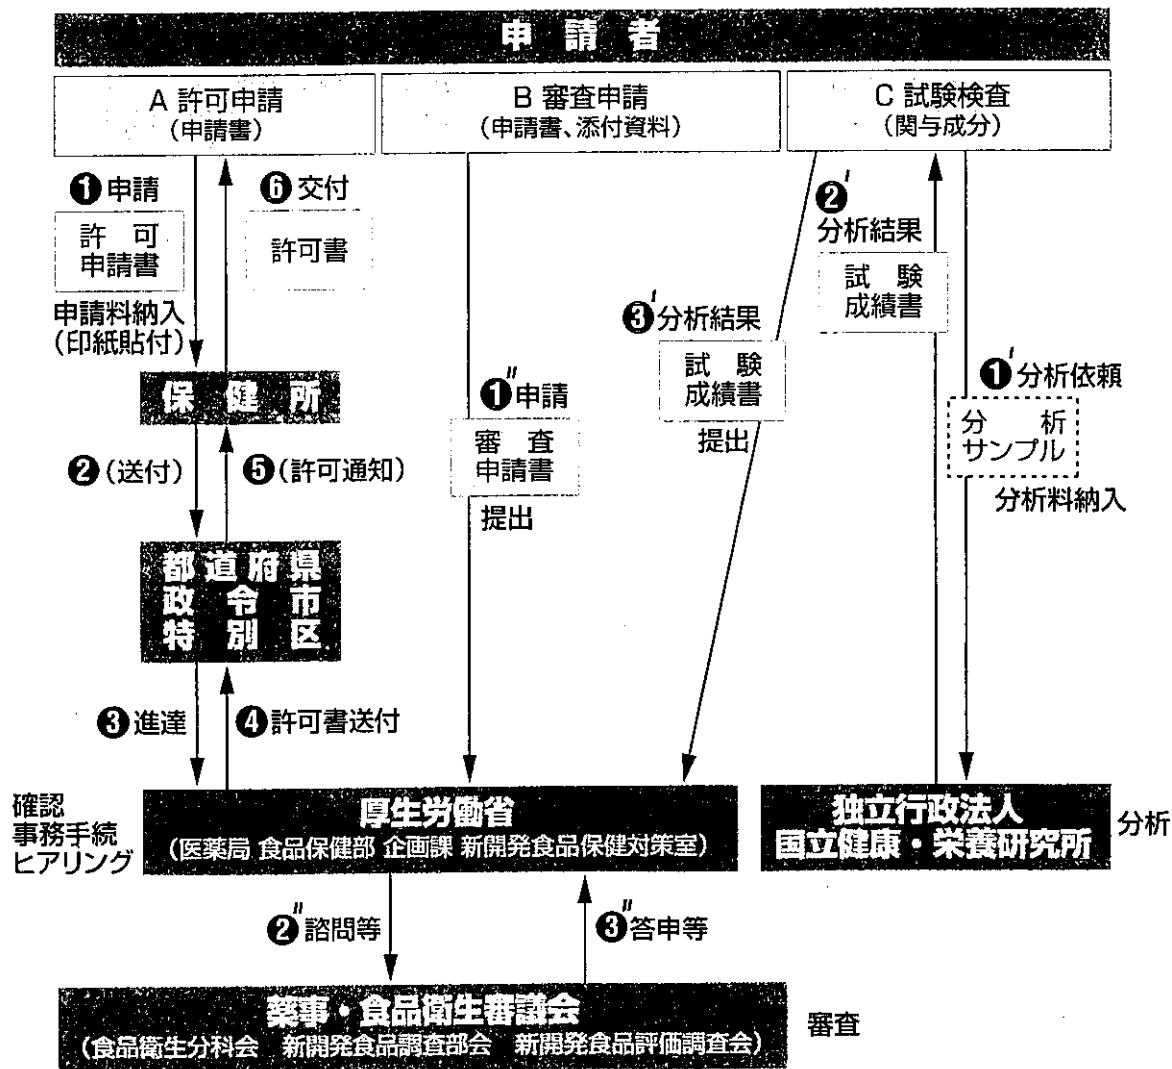 申請者
A 許可申請
(申請書)
B 審査申請
(申請書、添付資料)
C 試験検査
(関与成分)
❶申請
許可
申請書
申請料納入
(印紙貼付)
❻交付
許可書
保健所
❷(送付)
❺(許可通知)
都道府県
政令市
特別区
❸進達
❹許可書送付
❶"申請
審査
申請書
提出
❸'分析結果
試験
成績書
提出
❷'
分析結果
試験
成績書
❶'分析依頼
分析
サンプル
分析料納入
確認
事務手続
ヒアリング
厚生労働省
(医薬局 食品保健部 企画課 新開発食品保健対策室)
独立行政法人
国立健康・栄養研究所
分析
❷"諮問等
❸"答申等
薬事・食品衛生審議会
(食品衛生分科会 新開発食品調査部会 新開発食品評価調査会)
審査